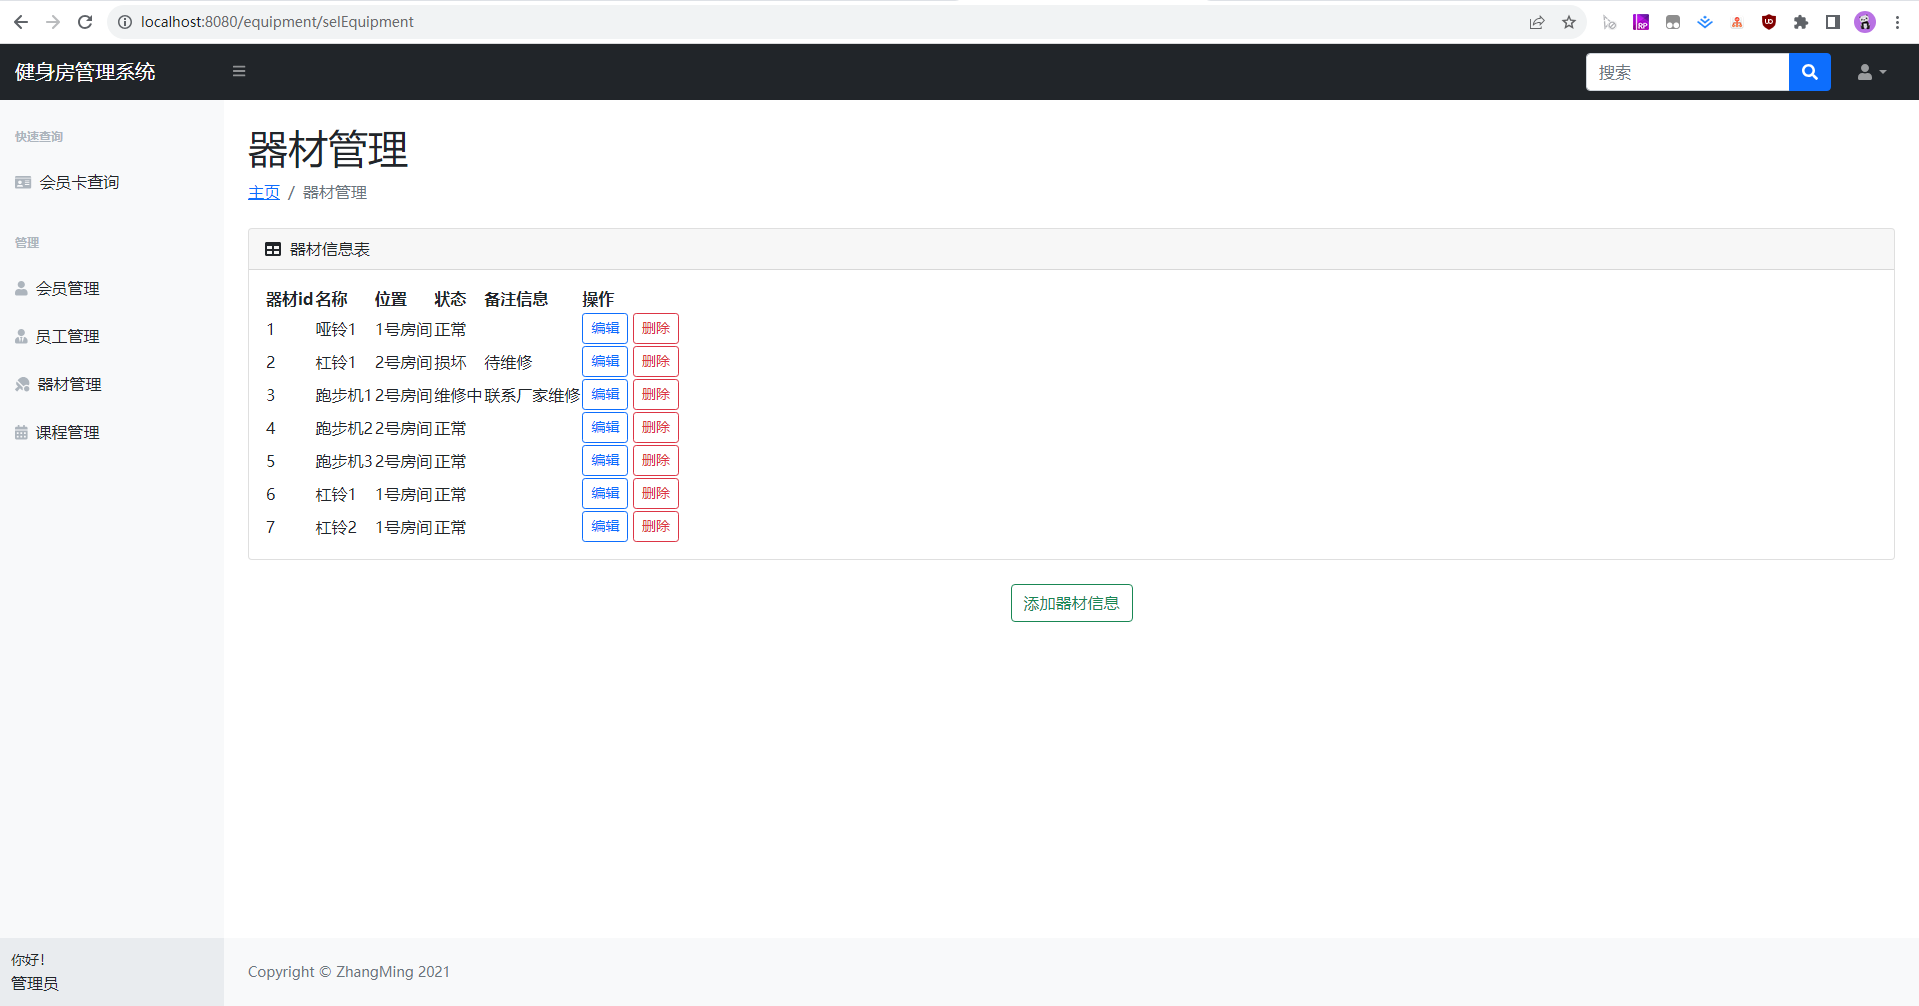 localhost:8080/equipment/selEquipment
健身房管理系统
搜索
快速查询
会员卡查询
管理
会员管理
员工管理
器材管理
课程管理
器材管理
主页 / 器材管理
器材信息表
器材id 名称 位置 状态 备注信息 操作
1 哑铃1 1号房间 正常 编辑 删除
2 杠铃1 2号房间 损坏 待维修 编辑 删除
3 跑步机1 2号房间 维修中 联系厂家维修 编辑 删除
4 跑步机2 2号房间 正常 编辑 删除
5 跑步机3 2号房间 正常 编辑 删除
6 杠铃1 1号房间 正常 编辑 删除
7 杠铃2 1号房间 正常 编辑 删除
添加器材信息
你好！
管理员
Copyright © ZhangMing 2021